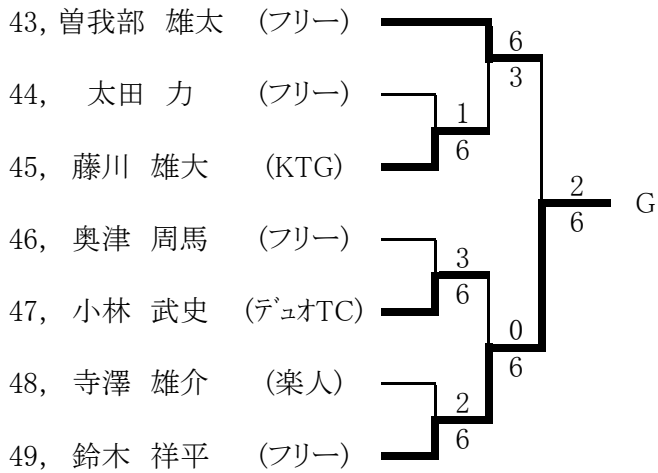 43, 曽我部 雄太 (フリー)
6
3
44, 太田 力 (フリー)
1
6
45, 藤川 雄大 (KTG)
2
6
G
46, 奥津 周馬 (フリー)
3
6
47, 小林 武史 (デュオTC)
0
6
48, 寺澤 雄介 (楽人)
2
6
49, 鈴木 祥平 (フリー)